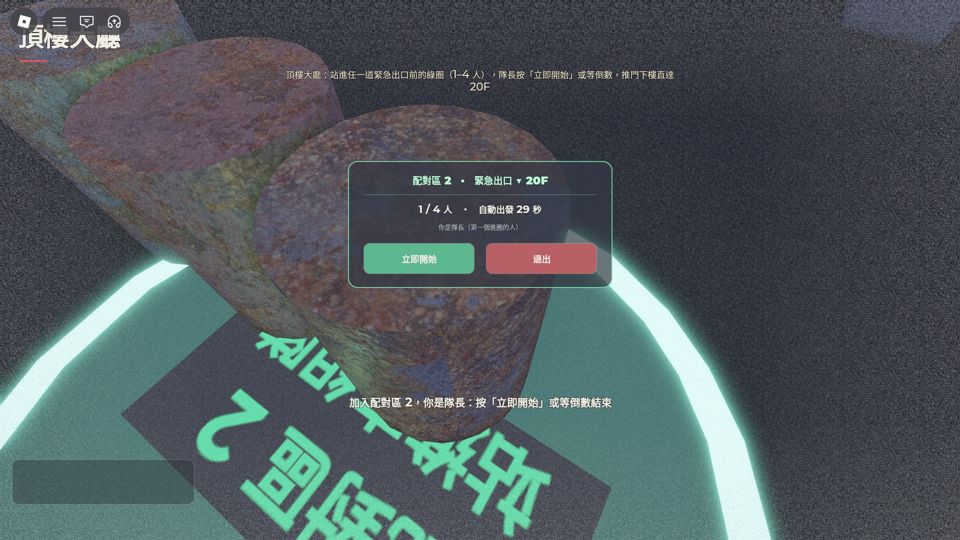 頂樓大廳
頂樓大廳：站進任一道緊急出口前的綠圈（1–4 人），隊長按「立即開始」或等倒數，推門下樓直達
20F
配對區 2 • 緊急出口 ▼ 20F
1 / 4 人 • 自動出發 29 秒
你是隊長（第一個進圈的人）
立即開始 退出
加入配對區 2，你是隊長：按「立即開始」或等倒數結束
配對區 2